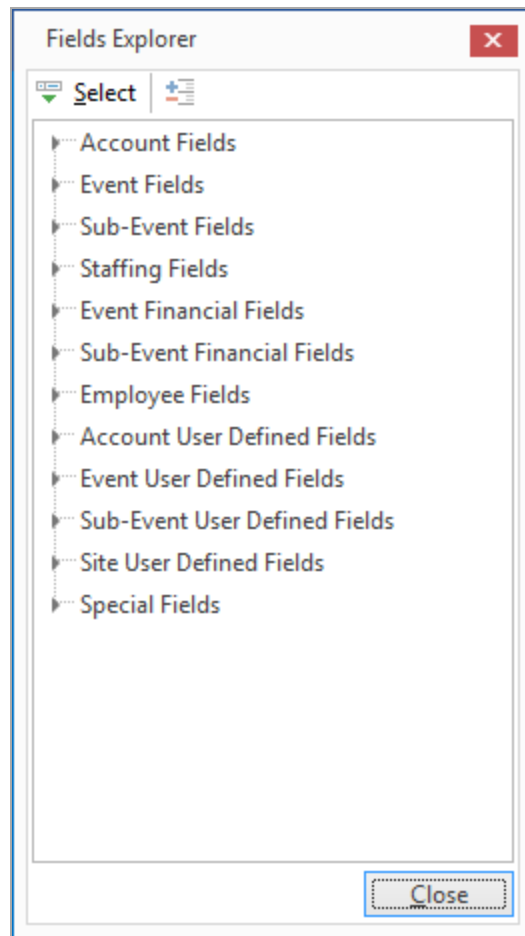 Fields Explorer
Select
Account Fields
Event Fields
Sub-Event Fields
Staffing Fields
Event Financial Fields
Sub-Event Financial Fields
Employee Fields
Account User Defined Fields
Event User Defined Fields
Sub-Event User Defined Fields
Site User Defined Fields
Special Fields
Close